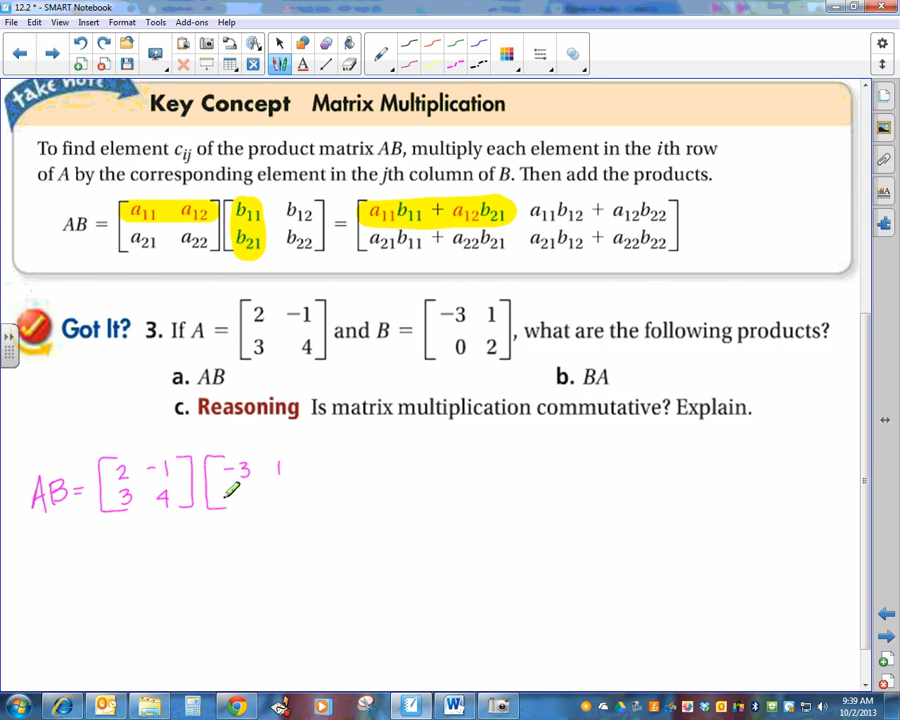 12.2 * - SMART Notebook
File Edit View Insert Format Tools Add-ons Help
take note
Key Concept Matrix Multiplication
To find element cᵢⱼ of the product matrix AB, multiply each element in the ith row
of A by the corresponding element in the jth column of B. Then add the products.
AB = [a₁₁ a₁₂] [b₁₁ b₁₂] = [a₁₁b₁₁ + a₁₂b₂₁ a₁₁b₁₂ + a₁₂b₂₂]
[a₂₁ a₂₂] [b₂₁ b₂₂] [a₂₁b₁₁ + a₂₂b₂₁ a₂₁b₁₂ + a₂₂b₂₂]
Got It? 3. If A = [2 −1] and B = [−3 1], what are the following products?
[3 4] [0 2]
a. AB b. BA
c. Reasoning Is matrix multiplication commutative? Explain.
AB = [2 -1] [-3 1
[3 4] [
9:39 AM
10/2/2013